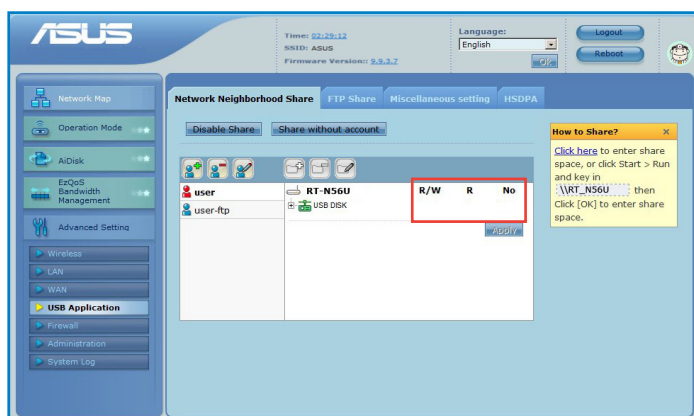 ASUS
Time: 02:29:12
SSID: ASUS
Firmware Version:: 9.9.3.7
Language:
English
OK
Logout
Reboot
Network Map
Operation Mode
AiDisk
EzQoS
Bandwidth
Management
Advanced Setting
Wireless
LAN
WAN
USB Application
Firewall
Administration
System Log
Network Neighborhood Share
FTP Share
Miscellaneous setting
HSDPA
Disable Share
Share without account
user
user-ftp
RT-N56U
R/W
R
No
USB DISK
Apply
How to Share?
x
Click here to enter share
space, or click Start > Run
and key in
\\RT_N56U then
Click [OK] to enter share
space.